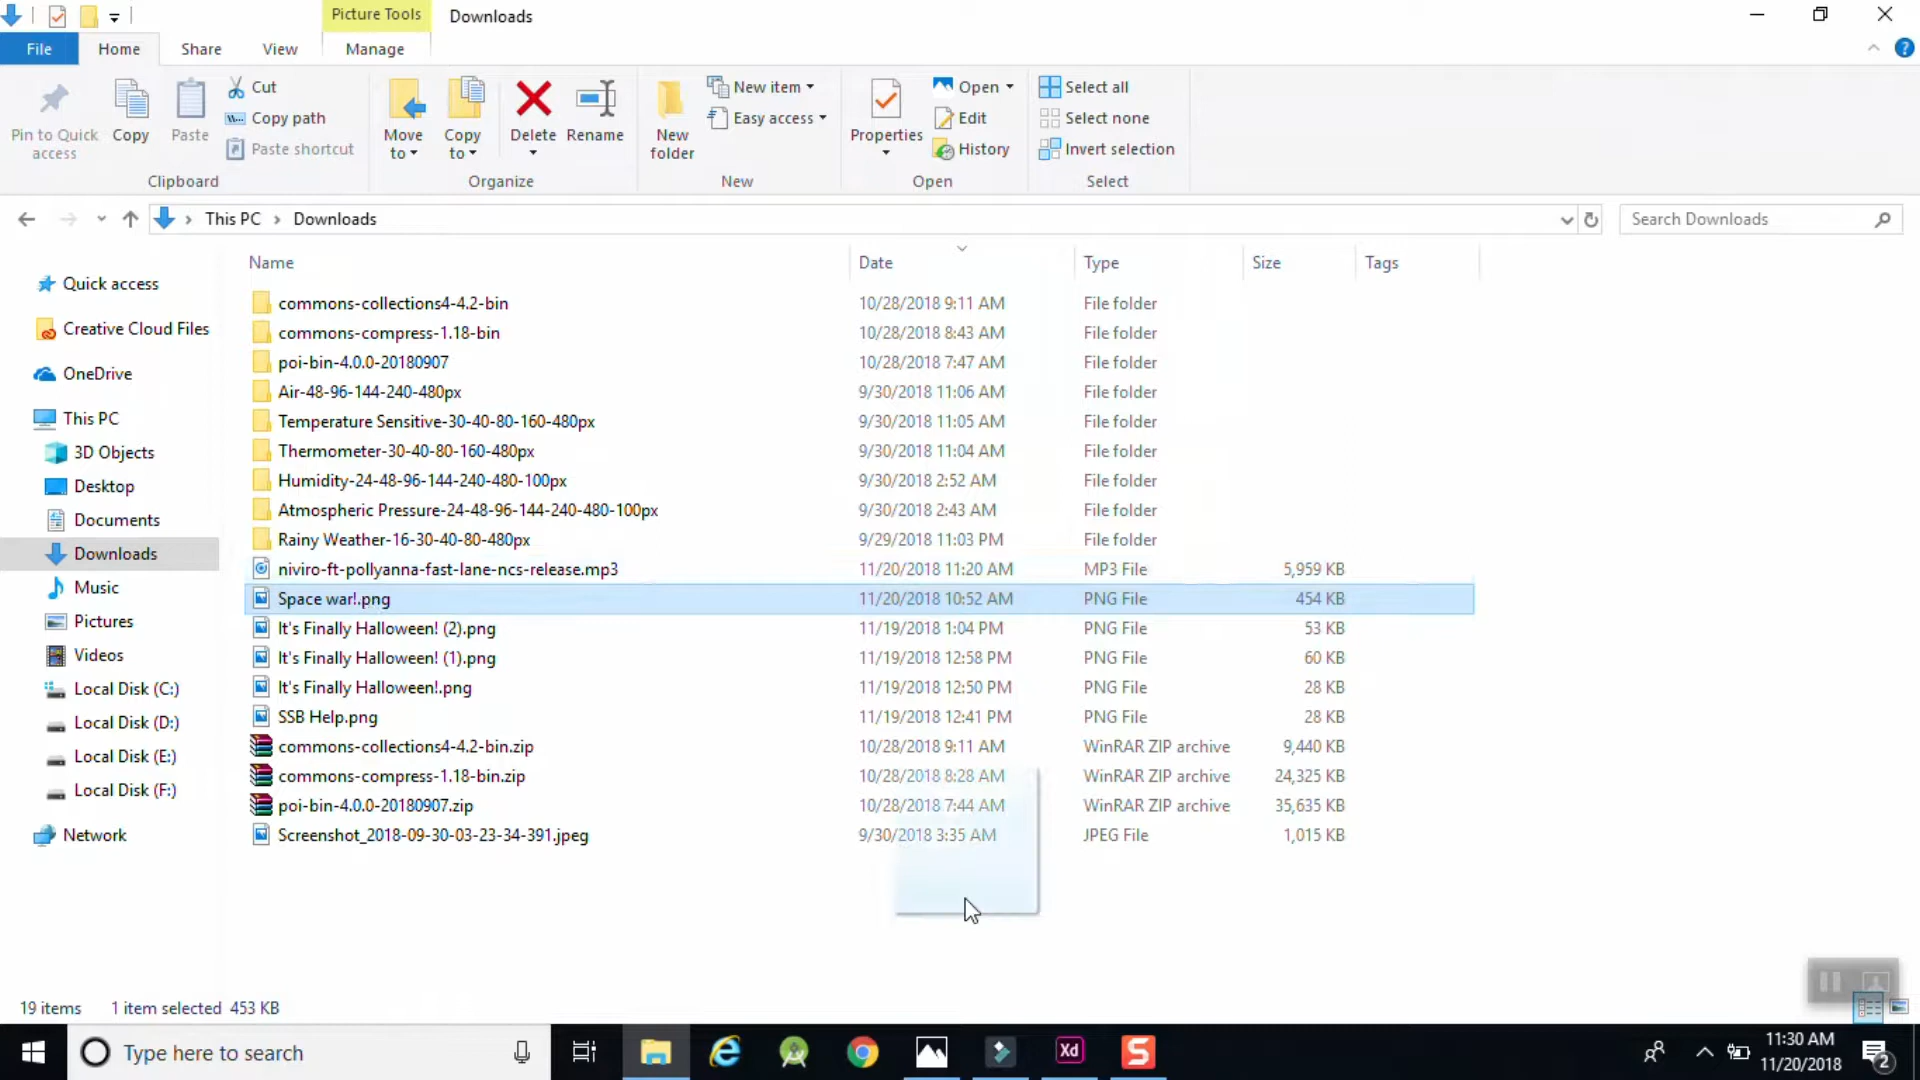 Picture Tools Downloads
File Home Share View Manage
Pin to Quick access
Copy
Paste
Cut
Copy path
Paste shortcut
Clipboard
Move to
Copy to
Delete
Rename
Organize
New folder
New item
Easy access
New
Properties
Open
Edit
History
Open
Select all
Select none
Invert selection
Select
This PC > Downloads
Search Downloads
Quick access
Creative Cloud Files
OneDrive
This PC
3D Objects
Desktop
Documents
Downloads
Music
Pictures
Videos
Local Disk (C:)
Local Disk (D:)
Local Disk (E:)
Local Disk (F:)
Network
Name Date Type Size Tags
commons-collections4-4.2-bin 10/28/2018 9:11 AM File folder
commons-compress-1.18-bin 10/28/2018 8:43 AM File folder
poi-bin-4.0.0-20180907 10/28/2018 7:47 AM File folder
Air-48-96-144-240-480px 9/30/2018 11:06 AM File folder
Temperature Sensitive-30-40-80-160-480px 9/30/2018 11:05 AM File folder
Thermometer-30-40-80-160-480px 9/30/2018 11:04 AM File folder
Humidity-24-48-96-144-240-480-100px 9/30/2018 2:52 AM File folder
Atmospheric Pressure-24-48-96-144-240-480-100px 9/30/2018 2:43 AM File folder
Rainy Weather-16-30-40-80-480px 9/29/2018 11:03 PM File folder
niviro-ft-pollyanna-fast-lane-ncs-release.mp3 11/20/2018 11:20 AM MP3 File 5,959 KB
Space war!.png 11/20/2018 10:52 AM PNG File 454 KB
It's Finally Halloween! (2).png 11/19/2018 1:04 PM PNG File 53 KB
It's Finally Halloween! (1).png 11/19/2018 12:58 PM PNG File 60 KB
It's Finally Halloween!.png 11/19/2018 12:50 PM PNG File 28 KB
SSB Help.png 11/19/2018 12:41 PM PNG File 28 KB
commons-collections4-4.2-bin.zip 10/28/2018 9:11 AM WinRAR ZIP archive 9,440 KB
commons-compress-1.18-bin.zip 10/28/2018 8:28 AM WinRAR ZIP archive 24,325 KB
poi-bin-4.0.0-20180907.zip 10/28/2018 7:44 AM WinRAR ZIP archive 35,635 KB
Screenshot_2018-09-30-03-23-34-391.jpeg 9/30/2018 3:35 AM JPEG File 1,015 KB
19 items 1 item selected 453 KB
Type here to search
Xd
S
11:30 AM
11/20/2018
2